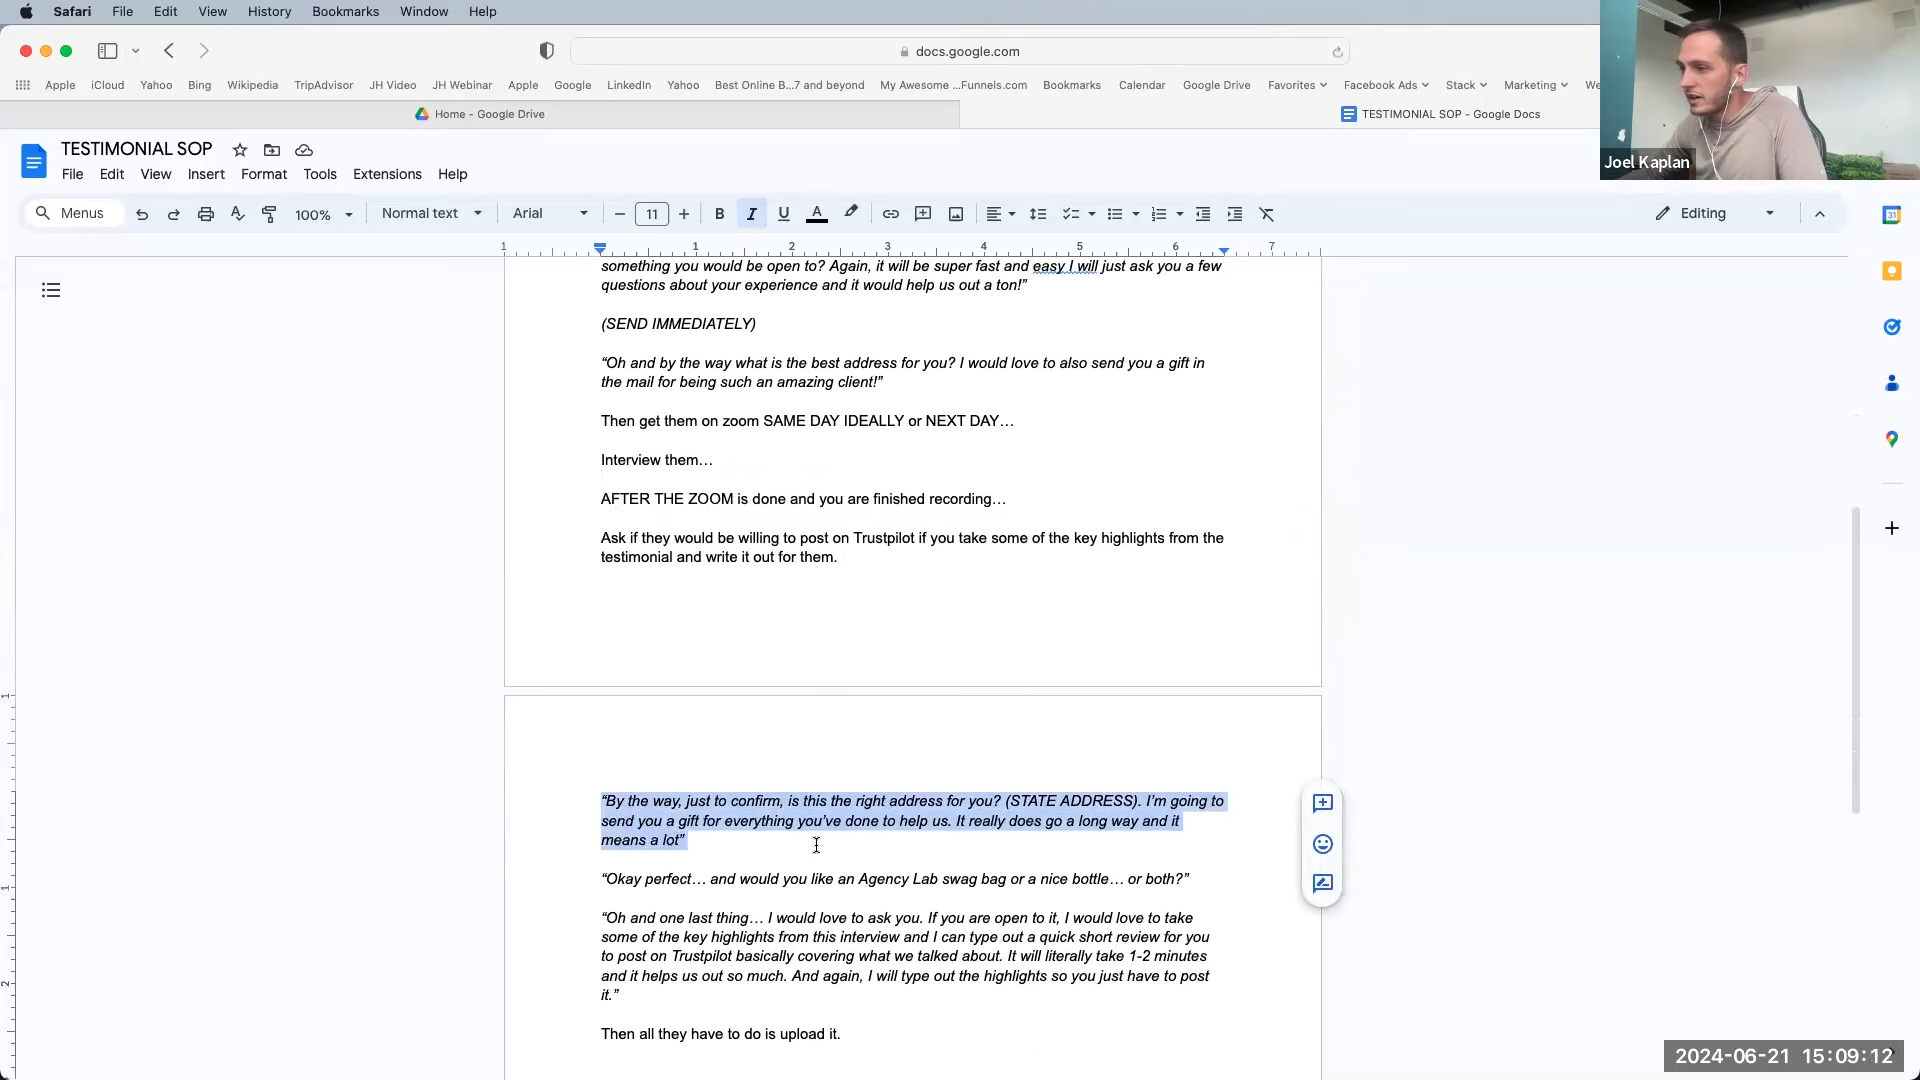 Safari File Edit View History Bookmarks Window Help
docs.google.com
Apple iCloud Yahoo Bing Wikipedia TripAdvisor JH Video JH Webinar Apple Google LinkedIn Yahoo Best Online B...7 and beyond My Awesome ...Funnels.com Bookmarks Calendar Google Drive Favorites Facebook Ads Stack Marketing We
Home - Google Drive
TESTIMONIAL SOP - Google Docs
Joel Kaplan
TESTIMONIAL SOP
File Edit View Insert Format Tools Extensions Help
Menus 100% Normal text Arial 11 B I U A Editing
1 1 2 3 4 5 6 7
something you would be open to? Again, it will be super fast and easy I will just ask you a few
questions about your experience and it would help us out a ton!”
(SEND IMMEDIATELY)
“Oh and by the way what is the best address for you? I would love to also send you a gift in
the mail for being such an amazing client!”
Then get them on zoom SAME DAY IDEALLY or NEXT DAY…
Interview them…
AFTER THE ZOOM is done and you are finished recording…
Ask if they would be willing to post on Trustpilot if you take some of the key highlights from the
testimonial and write it out for them.
“By the way, just to confirm, is this the right address for you? (STATE ADDRESS). I’m going to
send you a gift for everything you’ve done to help us. It really does go a long way and it
means a lot”
“Okay perfect… and would you like an Agency Lab swag bag or a nice bottle… or both?”
“Oh and one last thing… I would love to ask you. If you are open to it, I would love to take
some of the key highlights from this interview and I can type out a quick short review for you
to post on Trustpilot basically covering what we talked about. It will literally take 1-2 minutes
and it helps us out so much. And again, I will type out the highlights so you just have to post
it.”
Then all they have to do is upload it.
2024-06-21 15:09:12